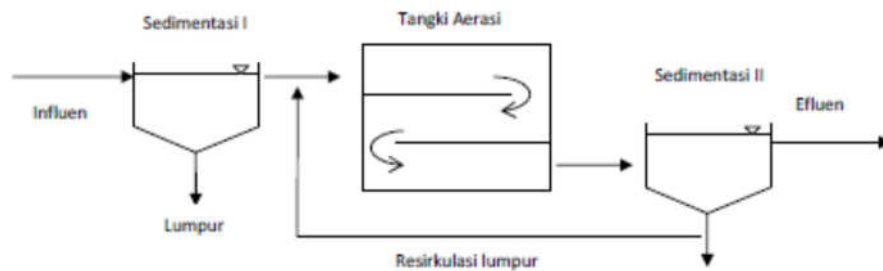 Sedimentasi I
Tangki Aerasi
Sedimentasi II
Influen
Efluen
Lumpur
Resirkulasi lumpur